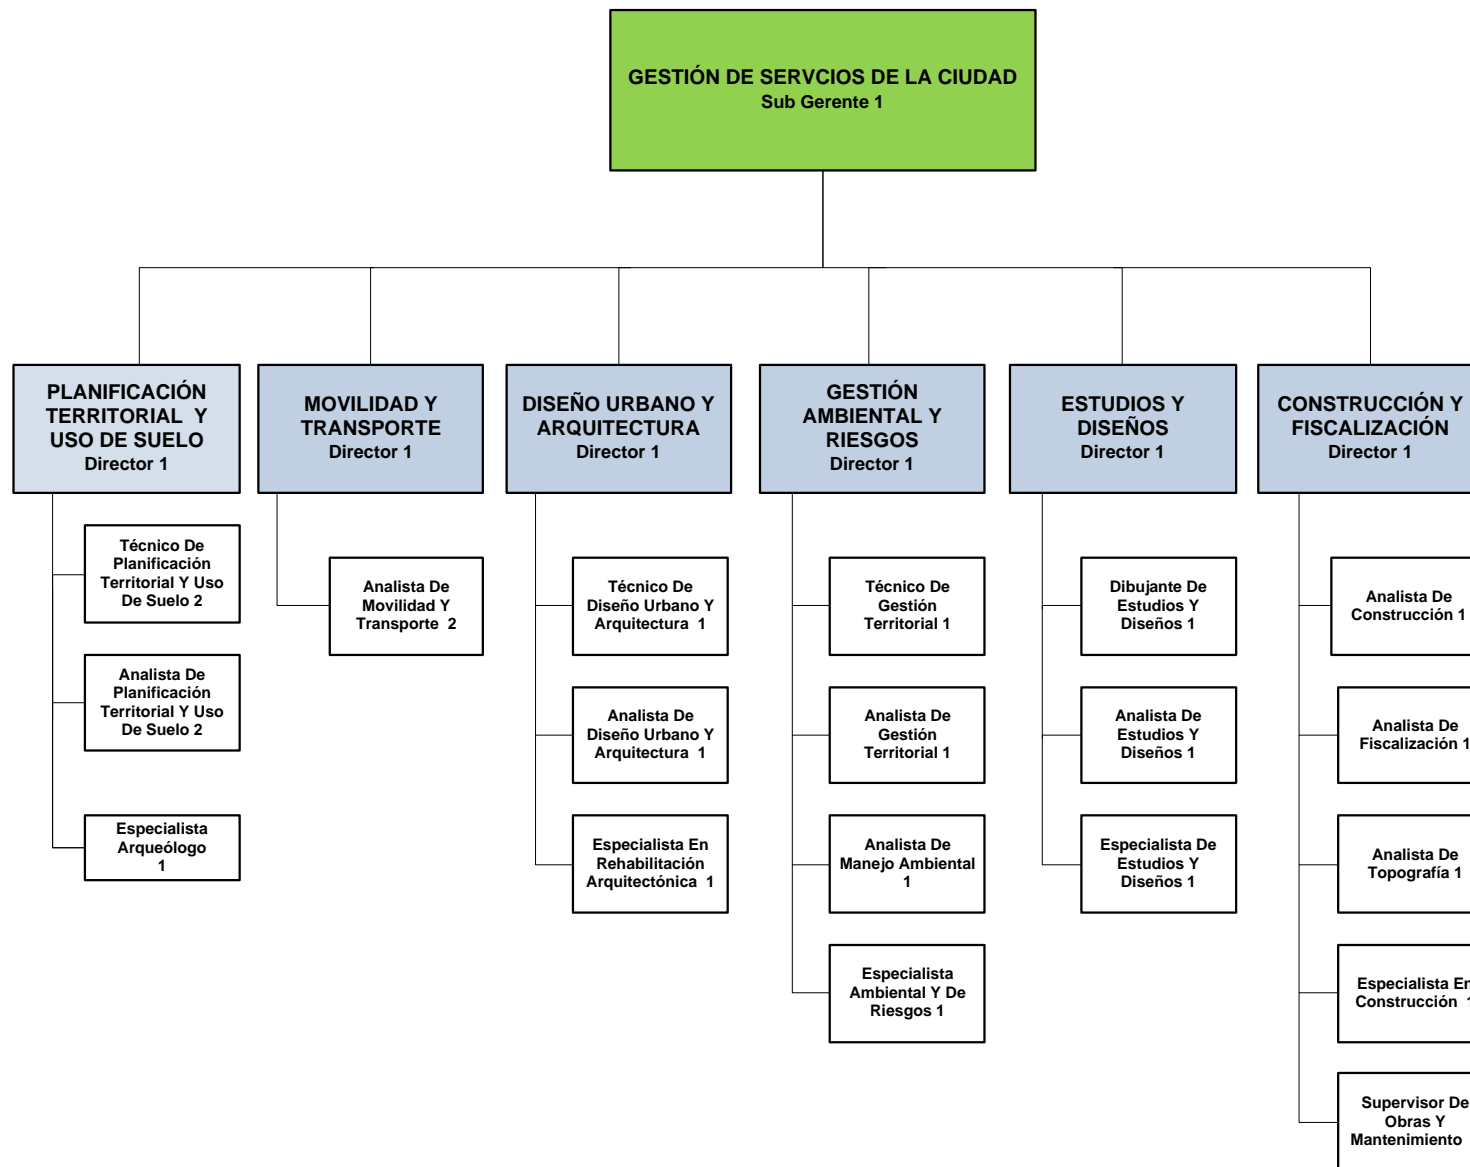 GESTIÓN DE SERVCIOS DE LA CIUDAD
Sub Gerente 1
PLANIFICACIÓN
TERRITORIAL Y
USO DE SUELO
Director 1
Técnico De
Planificación
Territorial Y Uso
De Suelo 2
Analista De
Planificación
Territorial Y Uso
De Suelo 2
Especialista
Arqueólogo
1
MOVILIDAD Y
TRANSPORTE
Director 1
Analista De
Movilidad Y
Transporte 2
DISEÑO URBANO Y
ARQUITECTURA
Director 1
Técnico De
Diseño Urbano Y
Arquitectura 1
Analista De
Diseño Urbano Y
Arquitectura 1
Especialista En
Rehabilitación
Arquitectónica 1
GESTIÓN
AMBIENTAL Y
RIESGOS
Director 1
Técnico De
Gestión
Territorial 1
Analista De
Gestión
Territorial 1
Analista De
Manejo Ambiental
1
Especialista
Ambiental Y De
Riesgos 1
ESTUDIOS Y
DISEÑOS
Director 1
Dibujante De
Estudios Y
Diseños 1
Analista De
Estudios Y
Diseños 1
Especialista De
Estudios Y
Diseños 1
CONSTRUCCIÓN Y
FISCALIZACIÓN
Director 1
Analista De
Construcción 1
Analista De
Fiscalización 1
Analista De
Topografía 1
Especialista En
Construcción 1
Supervisor De
Obras Y
Mantenimiento